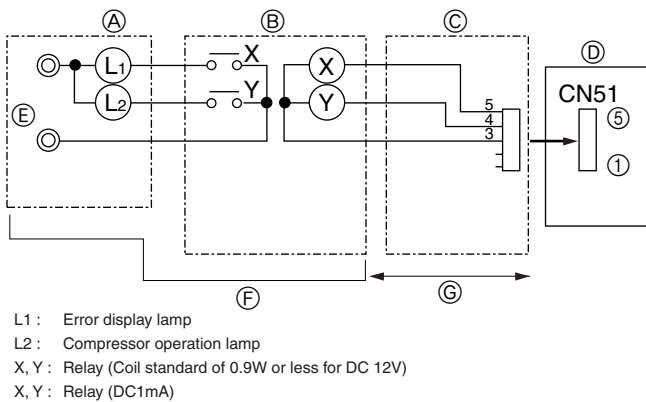 Ⓐ Ⓑ Ⓒ Ⓓ
L1 X X CN51
L2 Y Y 5 ⑤
Ⓔ 4
3 ①
Ⓕ Ⓖ
L1 : Error display lamp
L2 : Compressor operation lamp
X, Y : Relay (Coil standard of 0.9W or less for DC 12V)
X, Y : Relay (DC1mA)